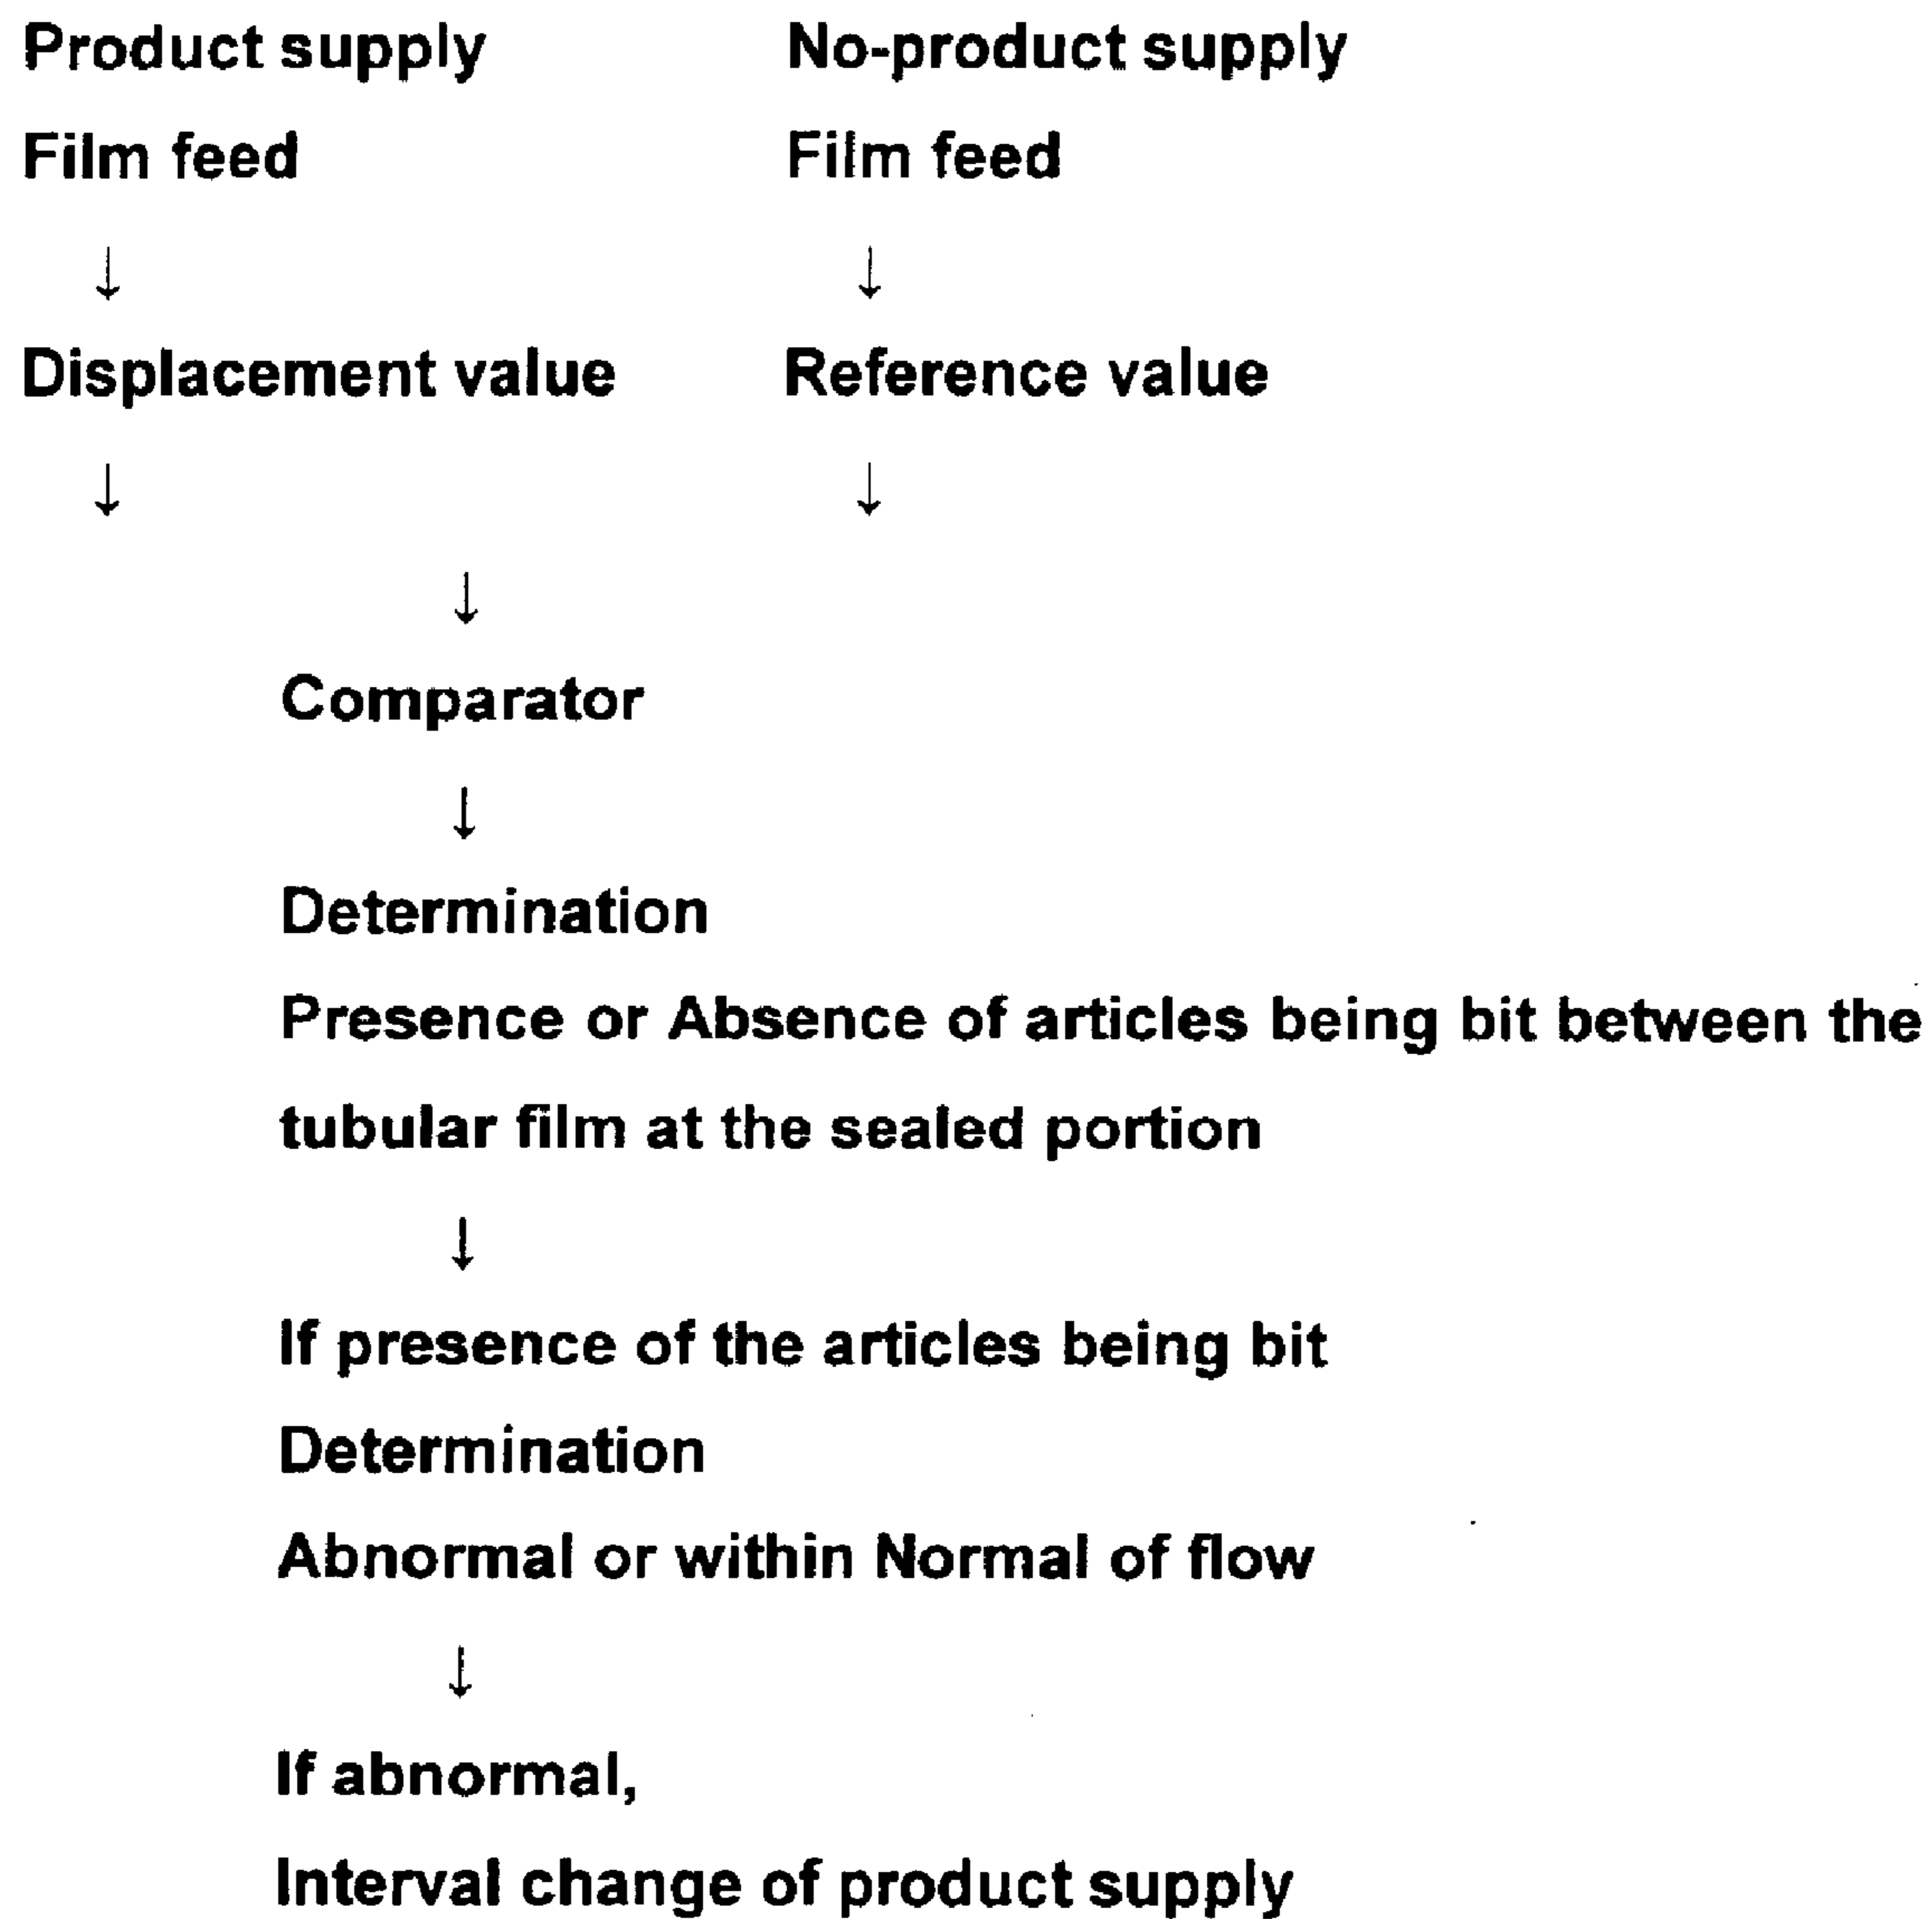 Product supply No-product supply
Film feed Film feed
↓ ↓
Displacement value Reference value
↓ ↓
↓
Comparator
↓
Determination
Presence or Absence of articles being bit between the
tubular film at the sealed portion
↓
If presence of the articles being bit
Determination
Abnormal or within Normal of flow
↓
If abnormal,
Interval change of product supply